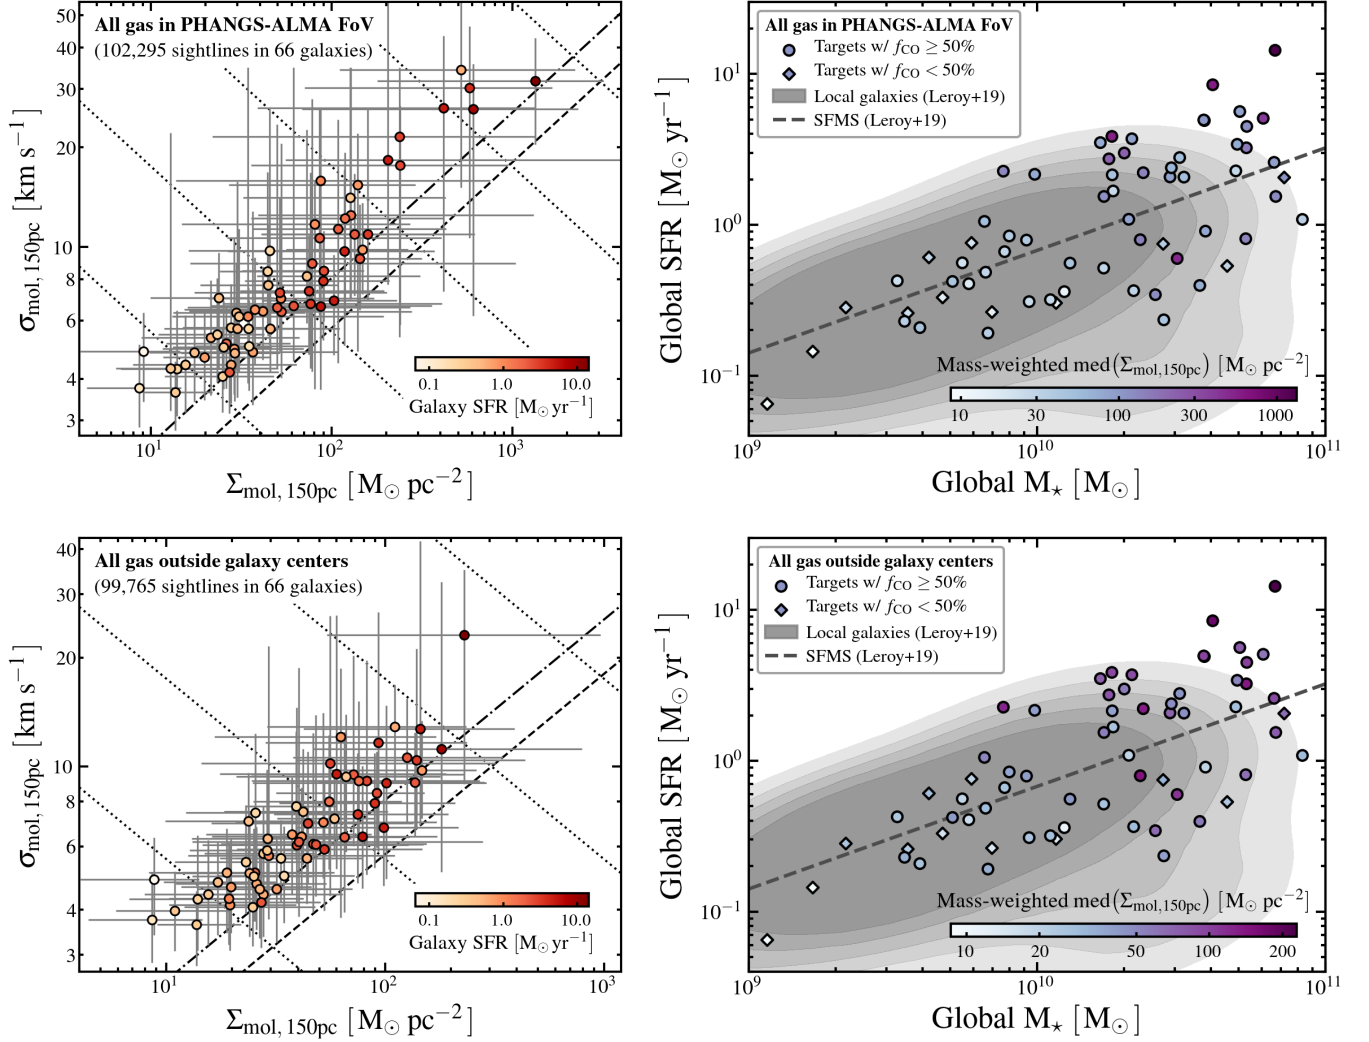 All gas in PHANGS-ALMA FoV
(102,295 sightlines in 66 galaxies)
50
40
30
20
10
8
6
4
3
σmol, 150pc [km s⁻¹]
0.1 1.0 10.0
Galaxy SFR [M⊙ yr⁻¹]
10¹ 10² 10³
Σmol, 150pc [M⊙ pc⁻²]
All gas in PHANGS-ALMA FoV
Targets w/ fCO ≥ 50%
Targets w/ fCO < 50%
Local galaxies (Leroy+19)
SFMS (Leroy+19)
10¹
10⁰
10⁻¹
Global SFR [M⊙ yr⁻¹]
Mass-weighted med(Σmol,150pc) [M⊙ pc⁻²]
10 30 100 300 1000
10⁹ 10¹⁰ 10¹¹
Global M⋆ [M⊙]
All gas outside galaxy centers
(99,765 sightlines in 66 galaxies)
40
30
20
10
8
6
4
3
σmol, 150pc [km s⁻¹]
0.1 1.0 10.0
Galaxy SFR [M⊙ yr⁻¹]
10¹ 10² 10³
Σmol, 150pc [M⊙ pc⁻²]
All gas outside galaxy centers
Targets w/ fCO ≥ 50%
Targets w/ fCO < 50%
Local galaxies (Leroy+19)
SFMS (Leroy+19)
10¹
10⁰
10⁻¹
Global SFR [M⊙ yr⁻¹]
Mass-weighted med(Σmol,150pc) [M⊙ pc⁻²]
10 20 50 100 200
10⁹ 10¹⁰ 10¹¹
Global M⋆ [M⊙]